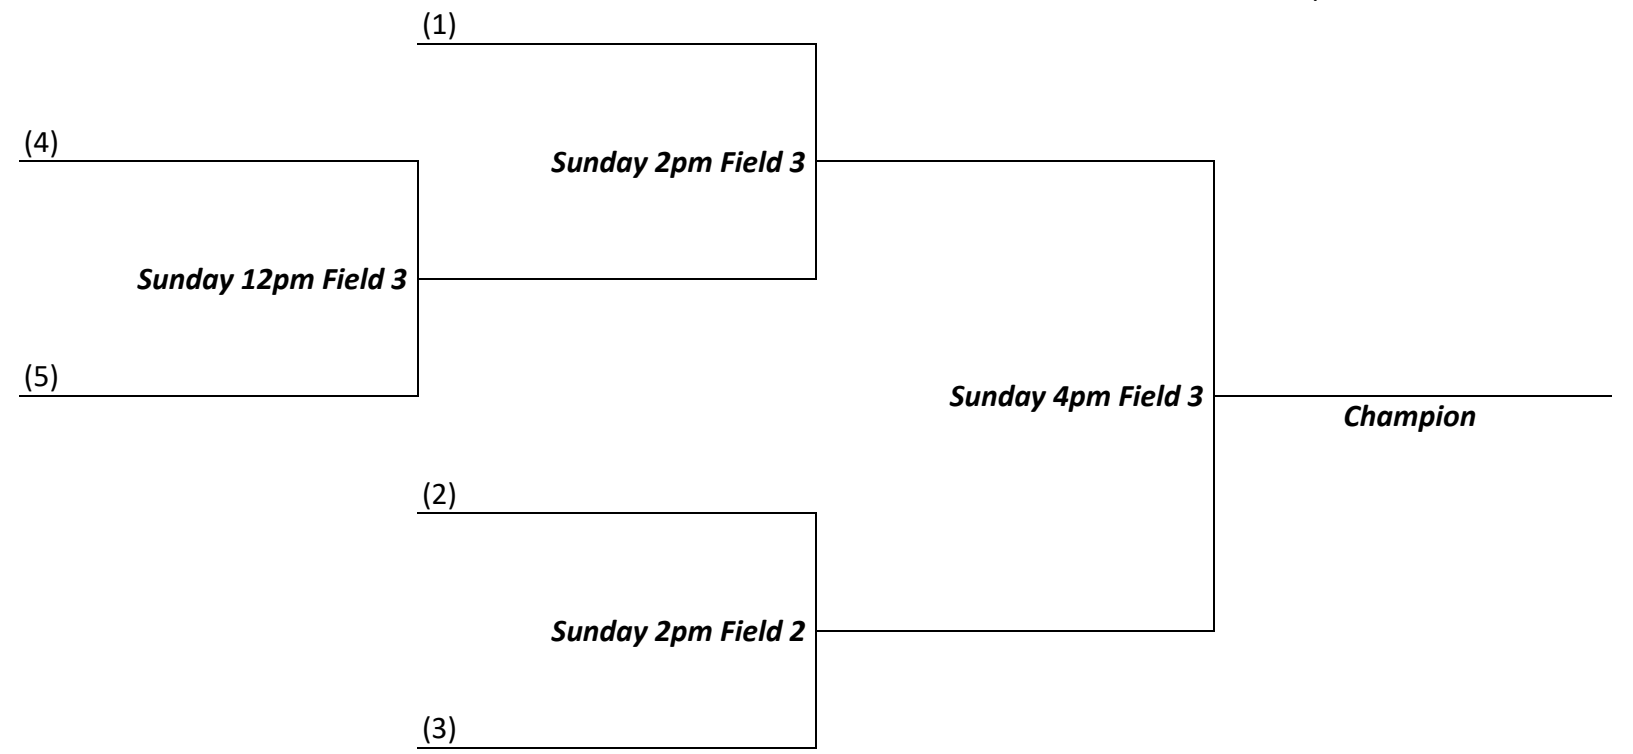 (1)
(4)
Sunday 2pm Field 3
Sunday 12pm Field 3
(5)
Sunday 4pm Field 3
Champion
(2)
Sunday 2pm Field 2
(3)